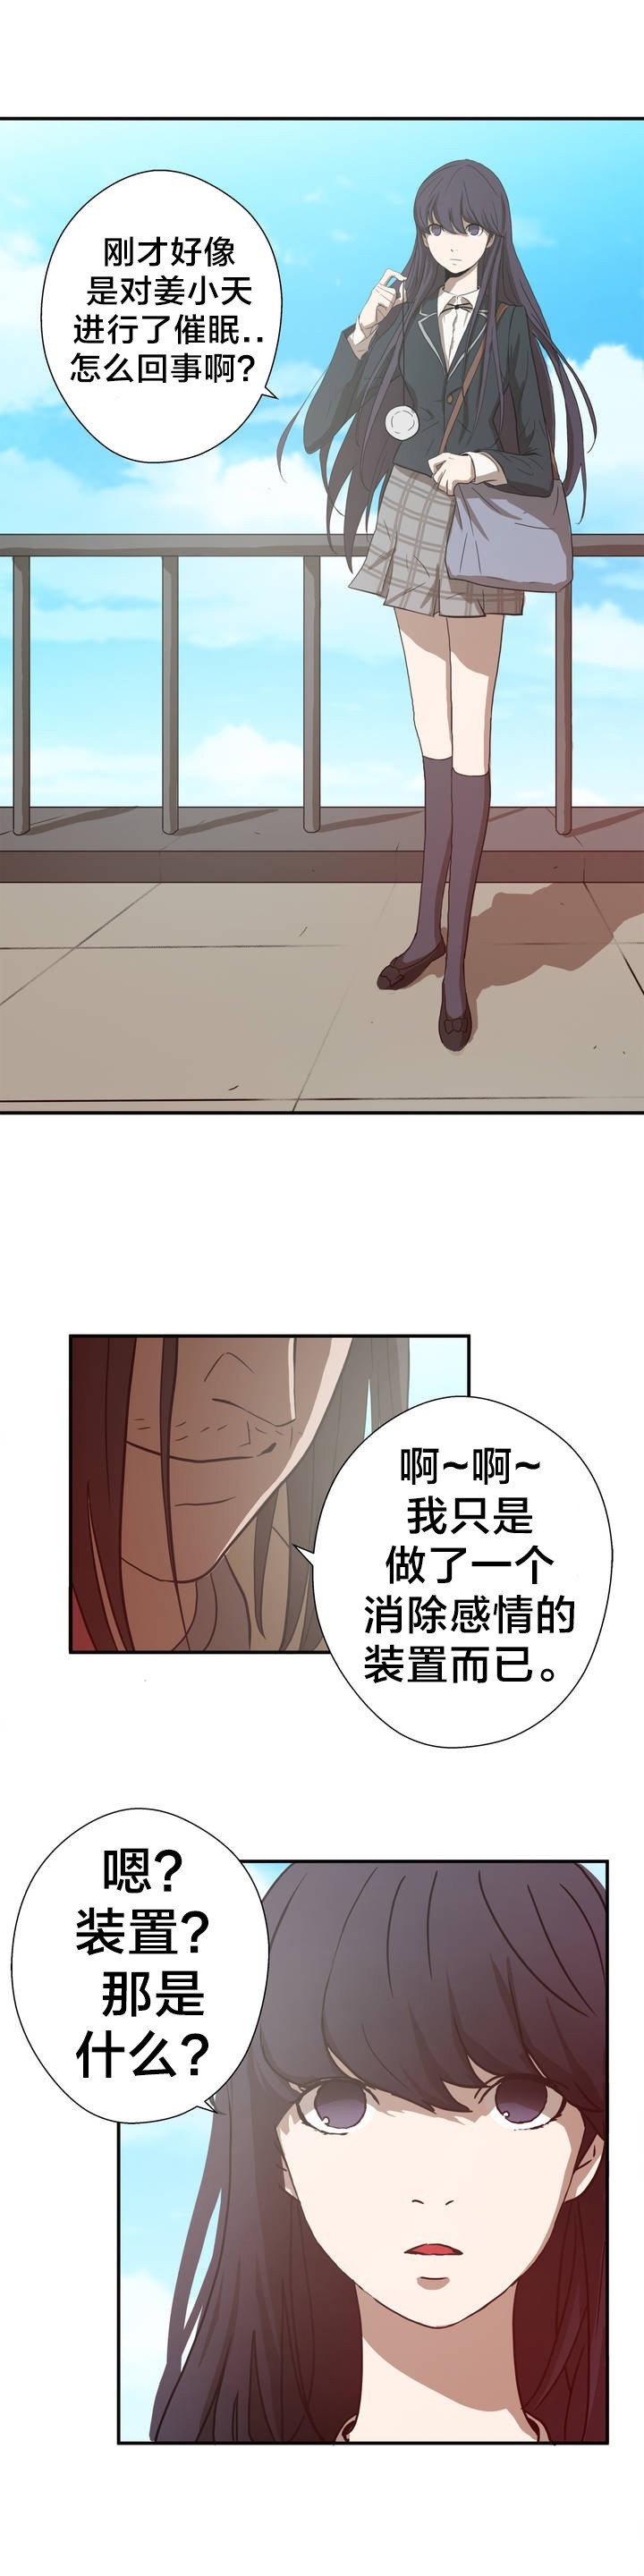 刚才好像
是对姜小天
进行了催眠..
怎么回事啊?
啊~啊~
我只是
做了一个
消除感情的
装置而已。
嗯?
装置?
那是
什么?